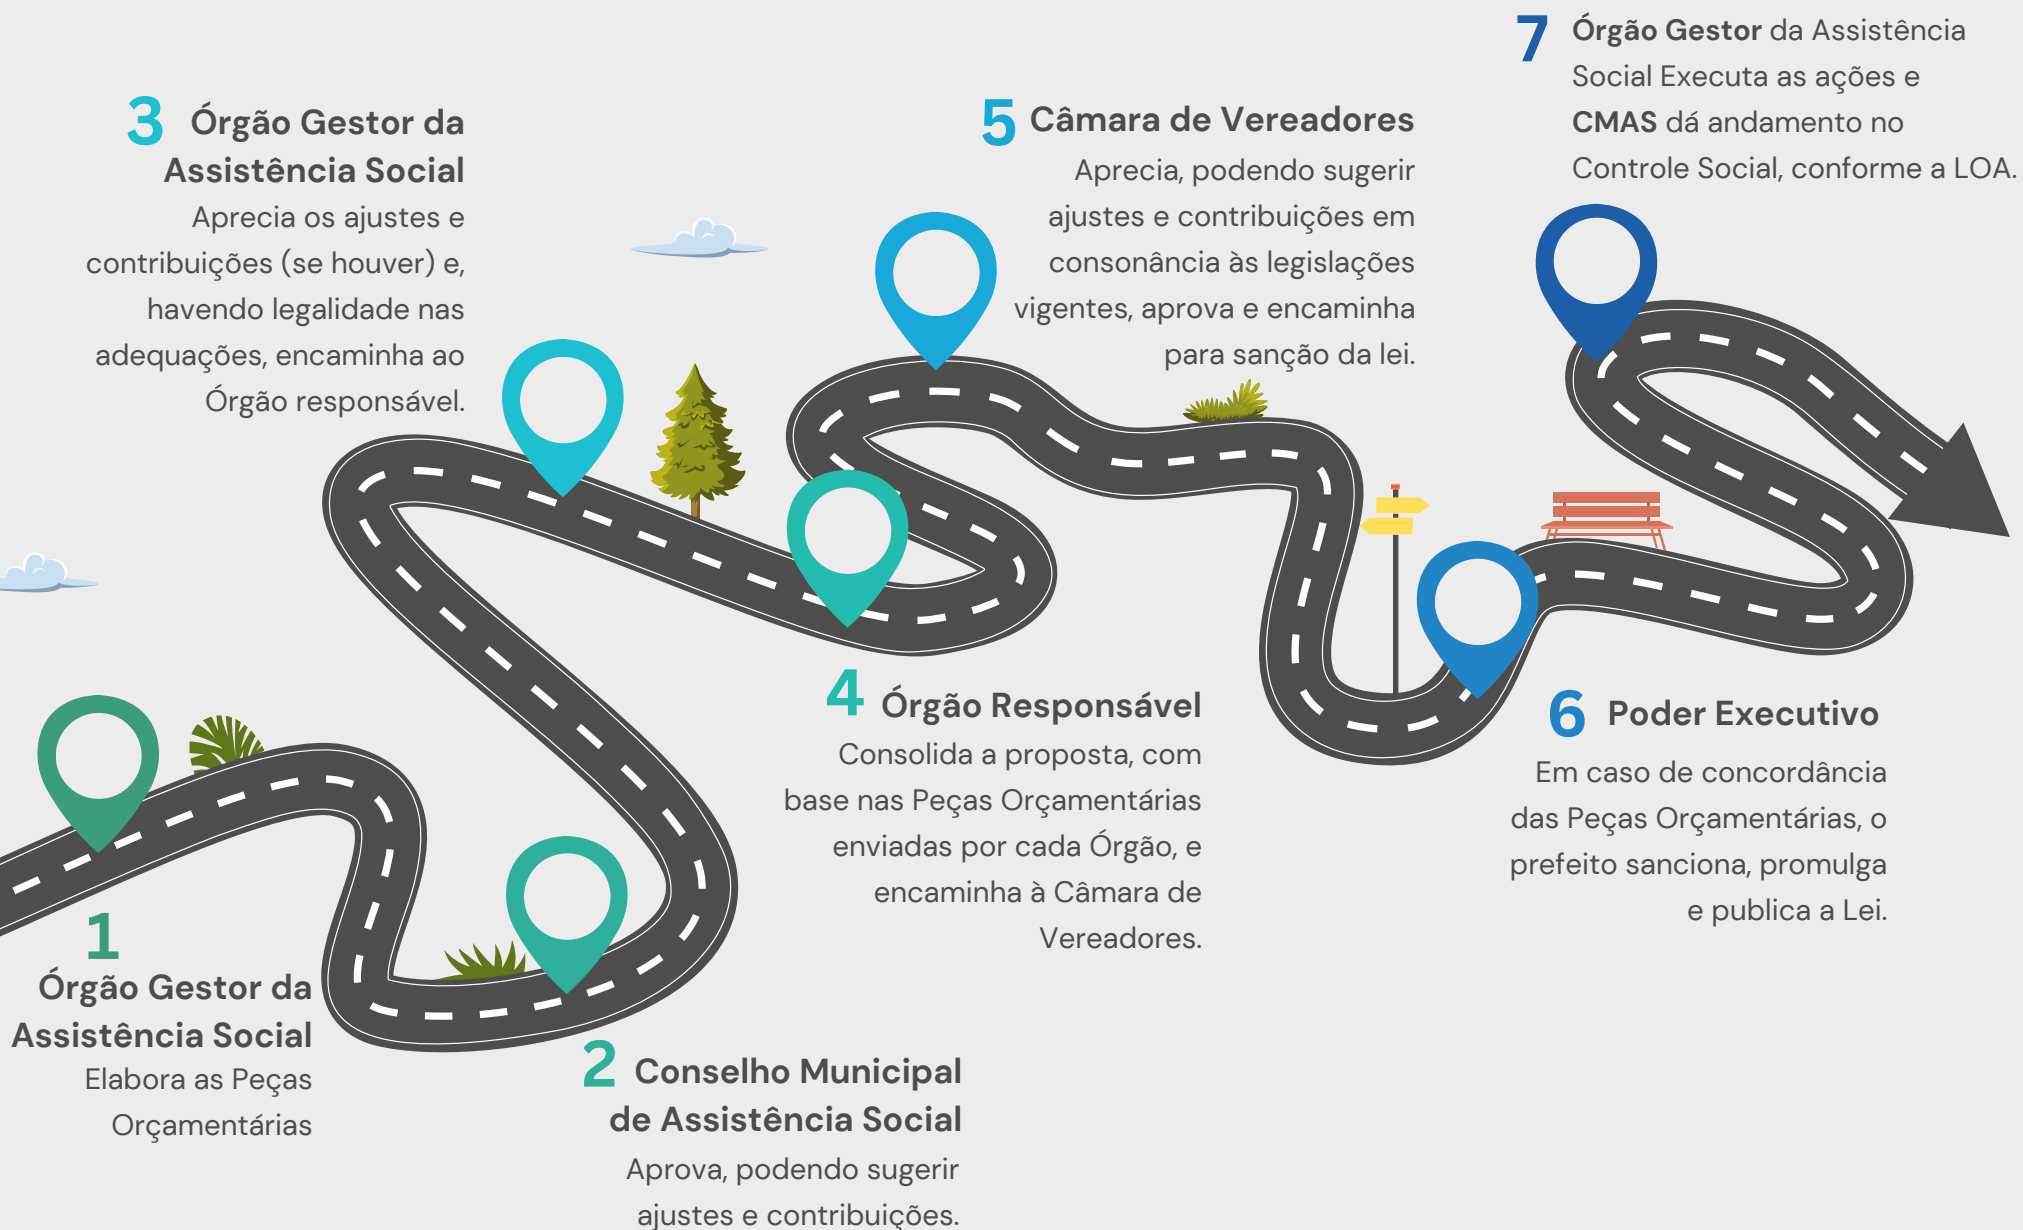 1
Órgão Gestor da
Assistência Social
Elabora as Peças
Orçamentárias
2 Conselho Municipal
de Assistência Social
Aprova, podendo sugerir
ajustes e contribuições.
3 Órgão Gestor da
Assistência Social
Aprecia os ajustes e
contribuições (se houver) e,
havendo legalidade nas
adequações, encaminha ao
Órgão responsável.
4 Órgão Responsável
Consolida a proposta, com
base nas Peças Orçamentárias
enviadas por cada Órgão, e
encaminha à Câmara de
Vereadores.
5 Câmara de Vereadores
Aprecia, podendo sugerir
ajustes e contribuições em
consonância às legislações
vigentes, aprova e encaminha
para sanção da lei.
6 Poder Executivo
Em caso de concordância
das Peças Orçamentárias, o
prefeito sanciona, promulga
e publica a Lei.
7 Órgão Gestor da Assistência
Social Executa as ações e
CMAS dá andamento no
Controle Social, conforme a LOA.